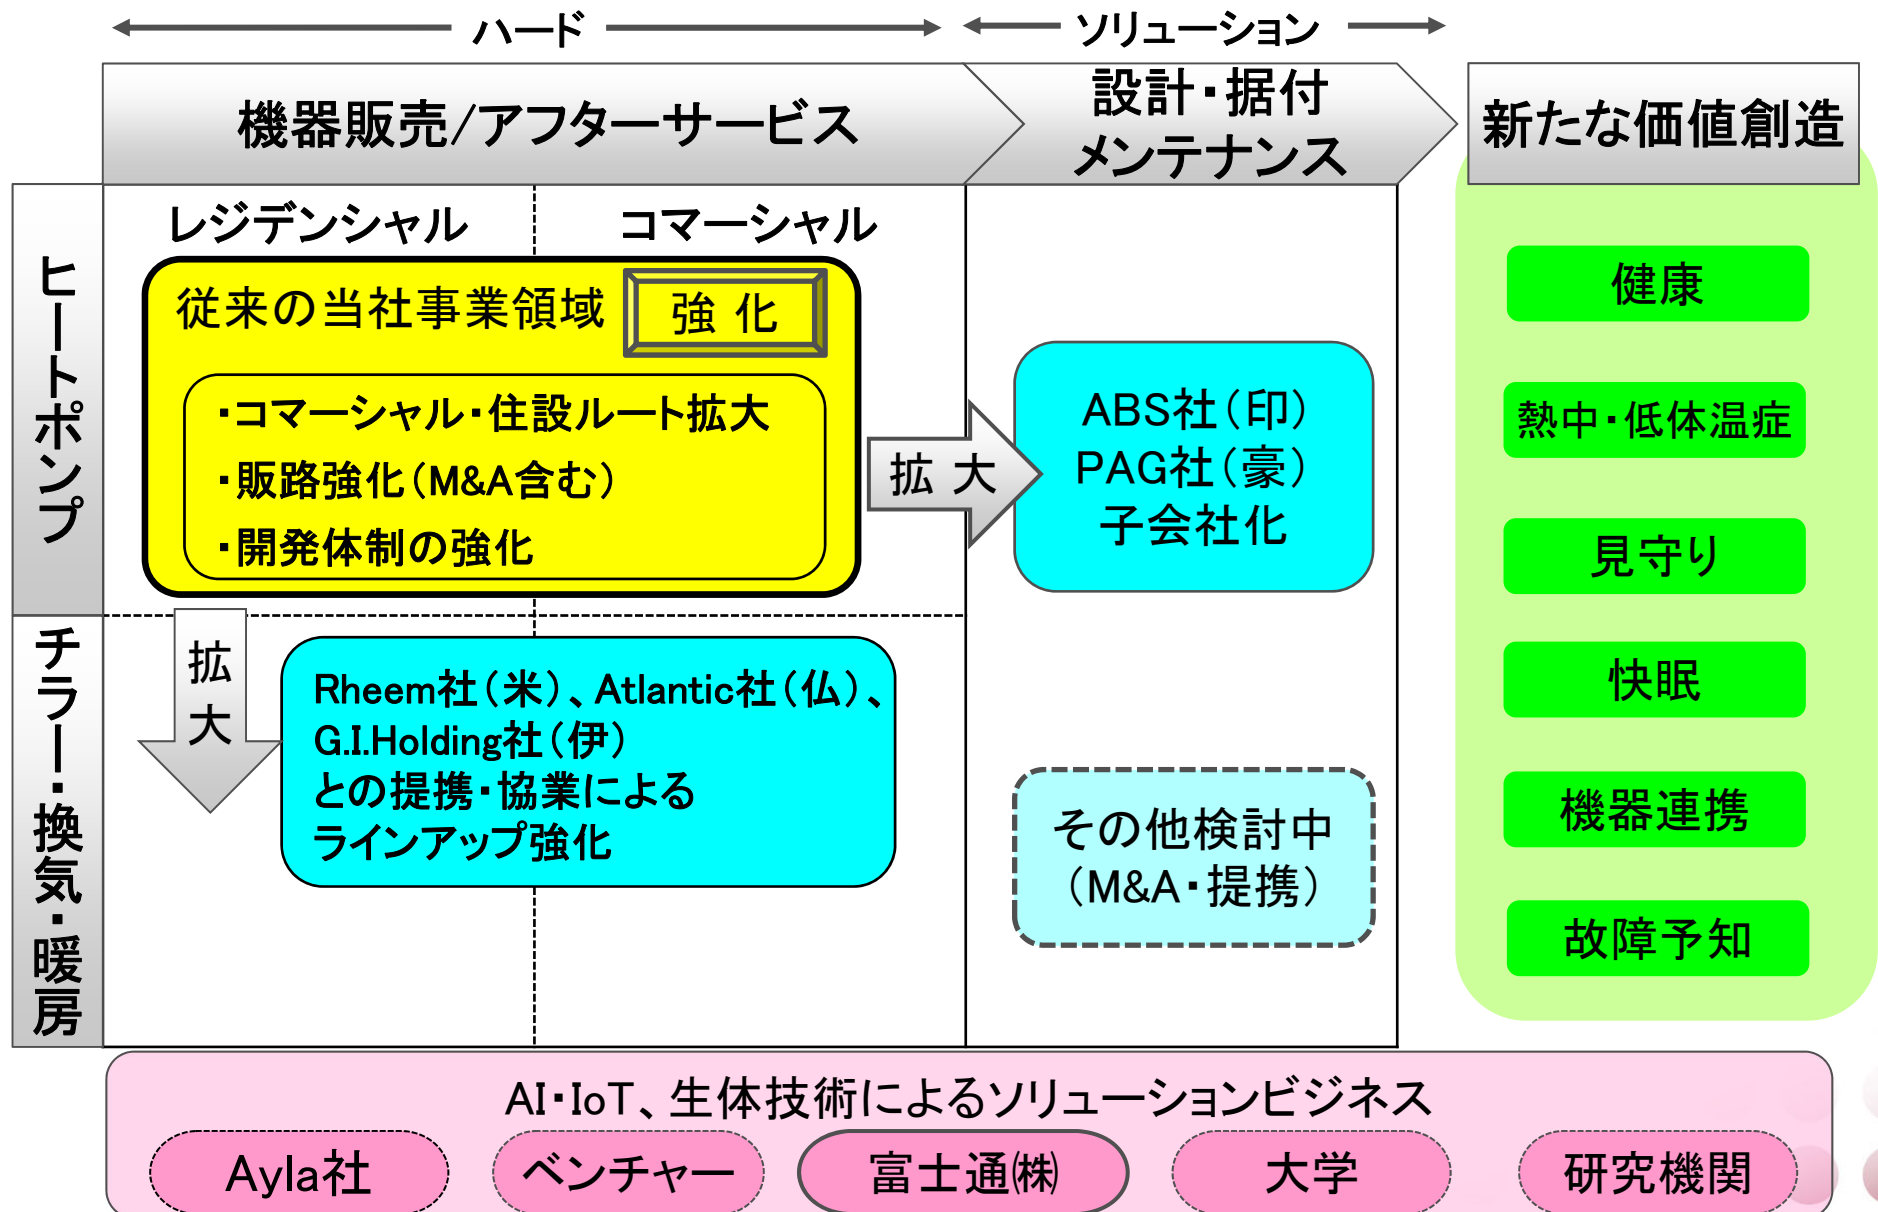 ハード
ソリューション
機器販売/アフターサービス
設計・据付
メンテナンス
新たな価値創造
ヒートポンプ
レジデンシャル
コマーシャル
従来の当社事業領域
強 化
・コマーシャル・住設ルート拡大
・販路強化（M&A含む）
・開発体制の強化
拡 大
ABS社（印）
PAG社（豪）
子会社化
チラー・換気・暖房
拡
大
Rheem社（米）、Atlantic社（仏）、
G.I.Holding社（伊）
との提携・協業による
ラインアップ強化
その他検討中
（M&A・提携）
健康
熱中・低体温症
見守り
快眠
機器連携
故障予知
AI・IoT、生体技術によるソリューションビジネス
Ayla社
ベンチャー
富士通㈱
大学
研究機関